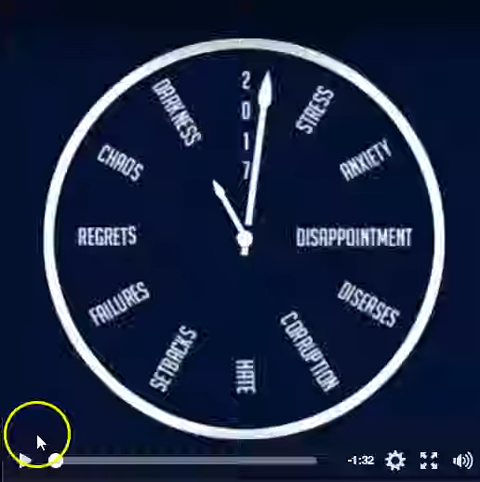 2017
STRESS
ANXIETY
DISAPPOINTMENT
DISEASES
CORRUPTION
HATE
SETBACKS
FAILURES
REGRETS
CHAOS
DARKNESS
-1:32